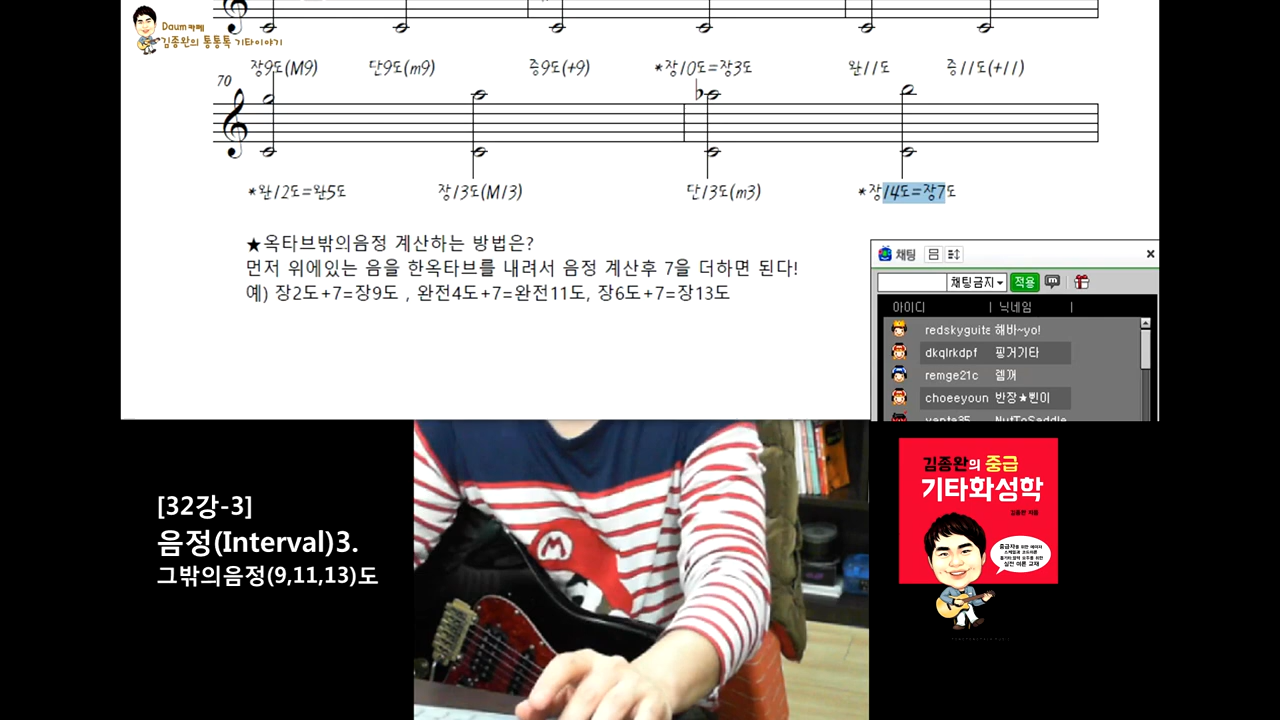 Daum카페
김종완의 통통톡 기타이야기
장9도(M9) 단9도(m9) 증9도(+9) *장10도=장3도 완11도 증11도(+11)
70
*완12도=완5도 장13도(M13) 단13도(m3) *장14도=장7도
★옥타브밖의음정 계산하는 방법은?
먼저 위에있는 음을 한옥타브를 내려서 음정 계산후 7을 더하면 된다!
예) 장2도+7=장9도 , 완전4도+7=완전11도, 장6도+7=장13도
채팅
채팅금지 적용
아이디 | 닉네임 |
redskyguite 해바~yo!
dkqlrkdpf 핑거기타
remge21c 렘껴
choeeyoun 반장★삔이
yanta35 NutToSaddle
[32강-3]
음정(Interval)3.
그밖의음정(9,11,13)도
김종완의 중급
기타화성학
김종완 지음
M